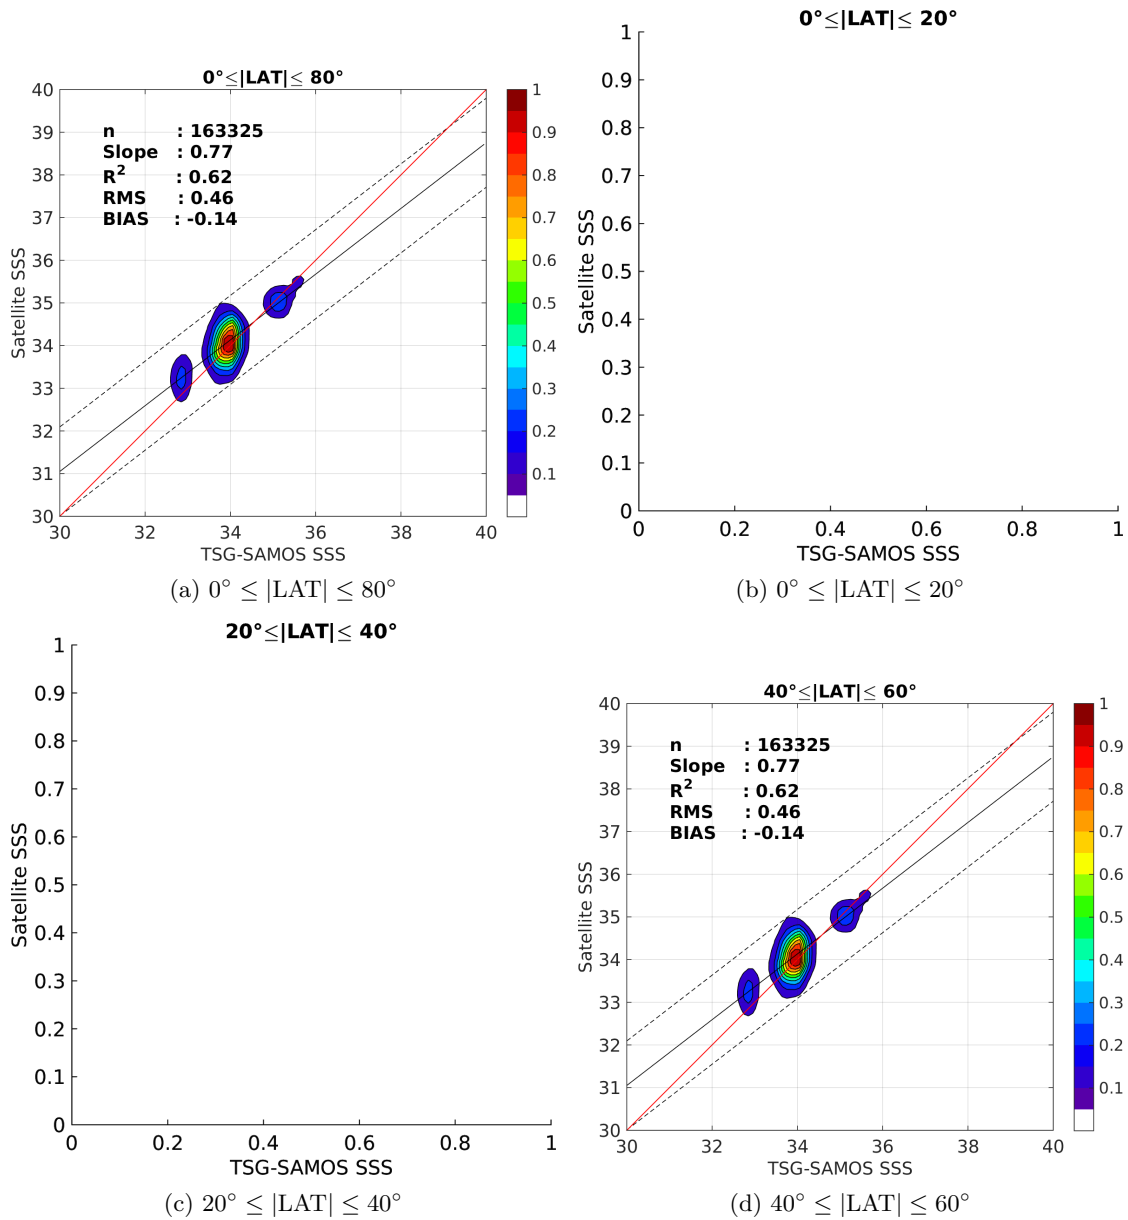 0°≤|LAT|≤ 80°
n : 163325
Slope : 0.77
R² : 0.62
RMS : 0.46
BIAS : -0.14
40
39
38
37
36
35
34
33
32
31
30
30 32 34 36 38 40
Satellite SSS
TSG-SAMOS SSS
1
0.9
0.8
0.7
0.6
0.5
0.4
0.3
0.2
0.1
(a) 0° ≤ |LAT| ≤ 80°
0°≤|LAT|≤ 20°
1
0.9
0.8
0.7
0.6
0.5
0.4
0.3
0.2
0.1
0
0 0.2 0.4 0.6 0.8 1
Satellite SSS
TSG-SAMOS SSS
(b) 0° ≤ |LAT| ≤ 20°
20°≤|LAT|≤ 40°
1
0.9
0.8
0.7
0.6
0.5
0.4
0.3
0.2
0.1
0
0 0.2 0.4 0.6 0.8 1
Satellite SSS
TSG-SAMOS SSS
(c) 20° ≤ |LAT| ≤ 40°
40°≤|LAT|≤ 60°
n : 163325
Slope : 0.77
R² : 0.62
RMS : 0.46
BIAS : -0.14
40
39
38
37
36
35
34
33
32
31
30
30 32 34 36 38 40
Satellite SSS
TSG-SAMOS SSS
1
0.9
0.8
0.7
0.6
0.5
0.4
0.3
0.2
0.1
(d) 40° ≤ |LAT| ≤ 60°